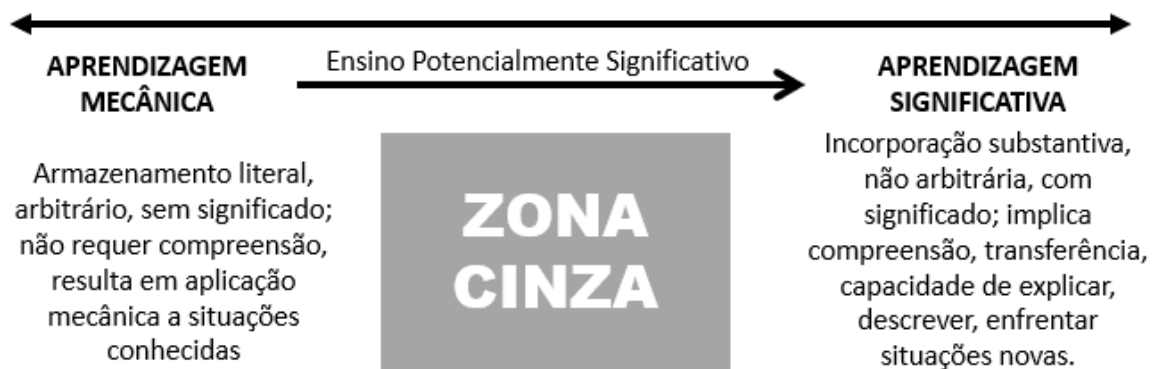 APRENDIZAGEM
MECÂNICA
Armazenamento literal,
arbitrário, sem significado;
não requer compreensão,
resulta em aplicação
mecânica a situações
conhecidas
Ensino Potencialmente Significativo
ZONA
CINZA
APRENDIZAGEM
SIGNIFICATIVA
Incorporação substantiva,
não arbitrária, com
significado; implica
compreensão, transferência,
capacidade de explicar,
descrever, enfrentar
situações novas.